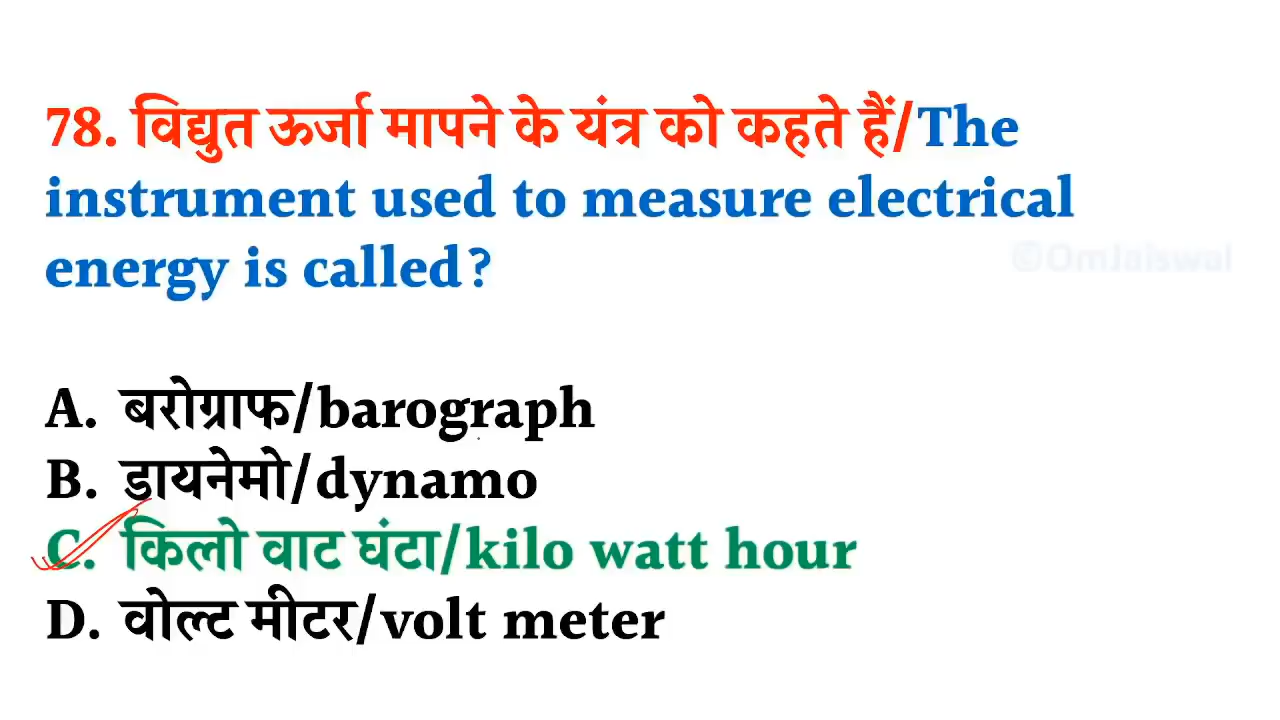 78. विद्युत ऊर्जा मापने के यंत्र को कहते हैं/The
instrument used to measure electrical
energy is called?
©OmJaiswal
A. बरोग्राफ/barograph
B. डायनेमो/dynamo
C. किलो वाट घंटा/kilo watt hour
D. वोल्ट मीटर/volt meter